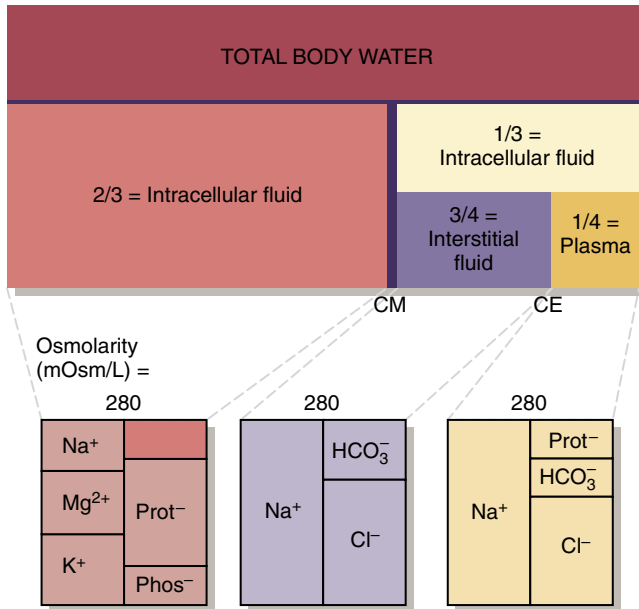 TOTAL BODY WATER
2/3 = Intracellular fluid
1/3 =
Intracellular fluid
3/4 =
Interstitial
fluid
1/4 =
Plasma
CM
CE
Osmolarity
(mOsm/L) =
280
280
280
Na⁺
Mg²⁺
K⁺
Prot⁻
Phos⁻
Na⁺
HCO₃⁻
Cl⁻
Na⁺
Prot⁻
HCO₃⁻
Cl⁻